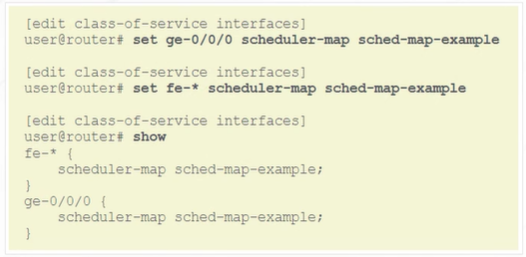 [edit class-of-service interfaces]
user@router# set ge-0/0/0 scheduler-map sched-map-example
[edit class-of-service interfaces]
user@router# set fe-* scheduler-map sched-map-example
[edit class-of-service interfaces]
user@router# show
fe-* {
    scheduler-map sched-map-example;
}
ge-0/0/0 {
    scheduler-map sched-map-example;
}